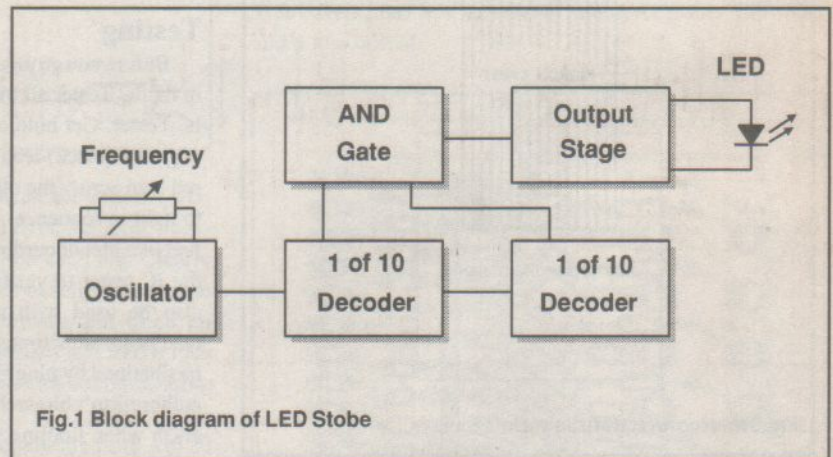 Testing
LED
AND
Gate
Output
Stage
Frequency
Oscillator
1 of 10
Decoder
1 of 10
Decoder
Fig.1 Block diagram of LED Stobe